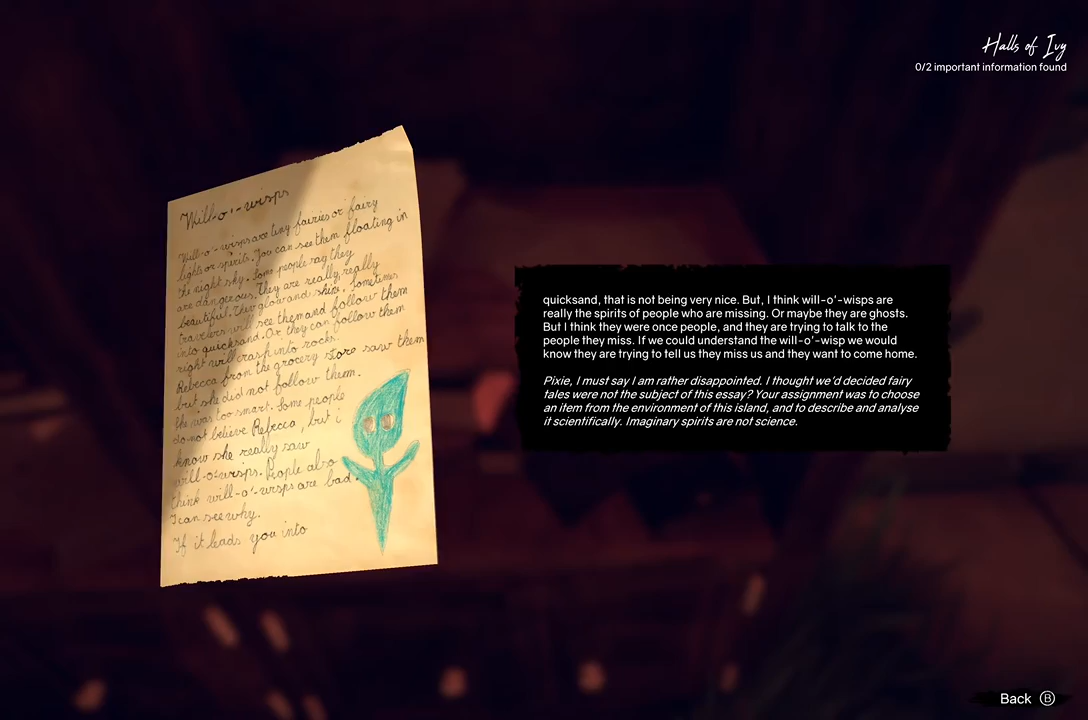 Halls of Ivy
0/2 important information found
Will-o'-wisps
Will-o'-wisps are tiny fairies or fairy
lights or spirits. You can see them floating in
the night sky. Some people say they
are dangerous. They are really, really
beautiful. They glow and shine. Sometimes
travelers will see them and follow them
into quicksand. Or they can follow them
right will crash into rocks.
Rebecca from the grocery store saw them
but she did not follow them.
She was too smart. Some people
do not believe Rebecca, but i
know she really saw
will-o'-wisps. People also
think will-o'-wisps are bad.
I can see why.
If it leads you into
quicksand, that is not being very nice. But, I think will-o'-wisps are
really the spirits of people who are missing. Or maybe they are ghosts.
But I think they were once people, and they are trying to talk to the
people they miss. If we could understand the will-o'-wisp we would
know they are trying to tell us they miss us and they want to come home.
Pixie, I must say I am rather disappointed. I thought we'd decided fairy
tales were not the subject of this essay? Your assignment was to choose
an item from the environment of this island, and to describe and analyse
it scientifically. Imaginary spirits are not science.
Back B